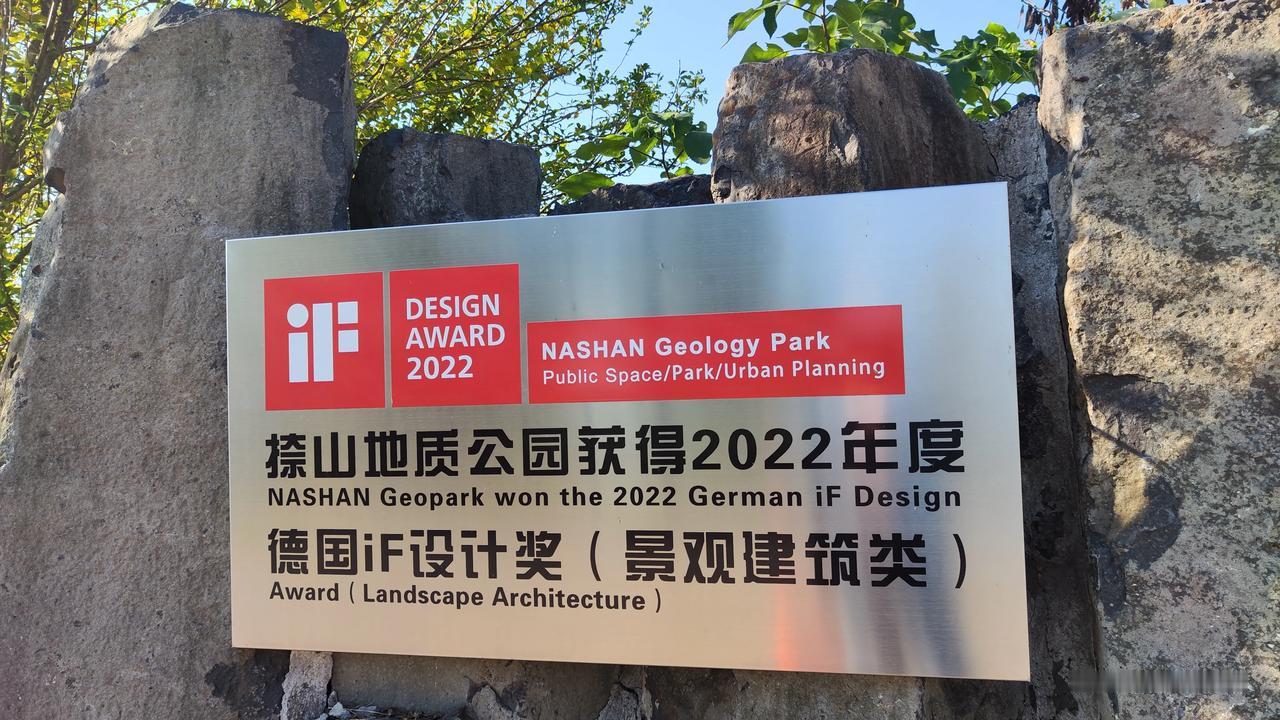 iF
DESIGN
AWARD
2022
NASHAN Geology Park
Public Space/Park/Urban Planning
捺山地质公园获得2022年度
NASHAN Geopark won the 2022 German iF Design
德国iF设计奖（景观建筑类）
Award（Landscape Architecture）